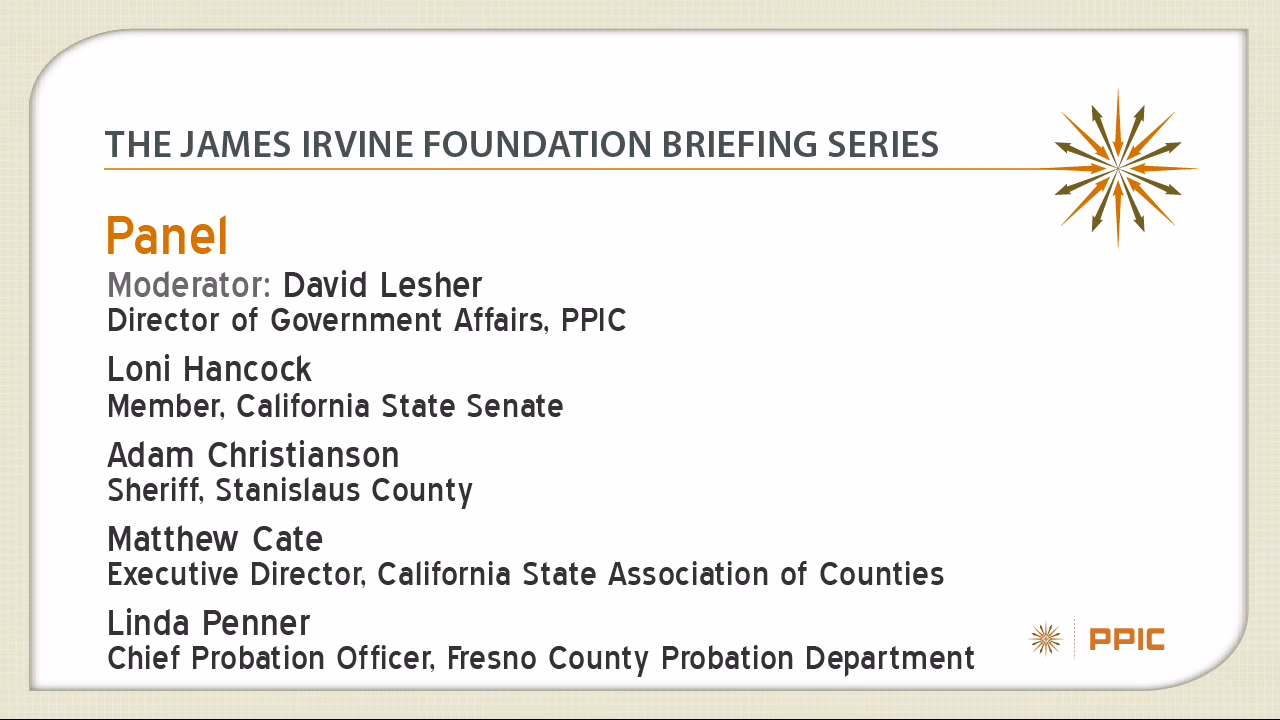 THE JAMES IRVINE FOUNDATION BRIEFING SERIES
Panel
Moderator: David Lesher
Director of Government Affairs, PPIC
Loni Hancock
Member, California State Senate
Adam Christianson
Sheriff, Stanislaus County
Matthew Cate
Executive Director, California State Association of Counties
Linda Penner
Chief Probation Officer, Fresno County Probation Department
PPIC